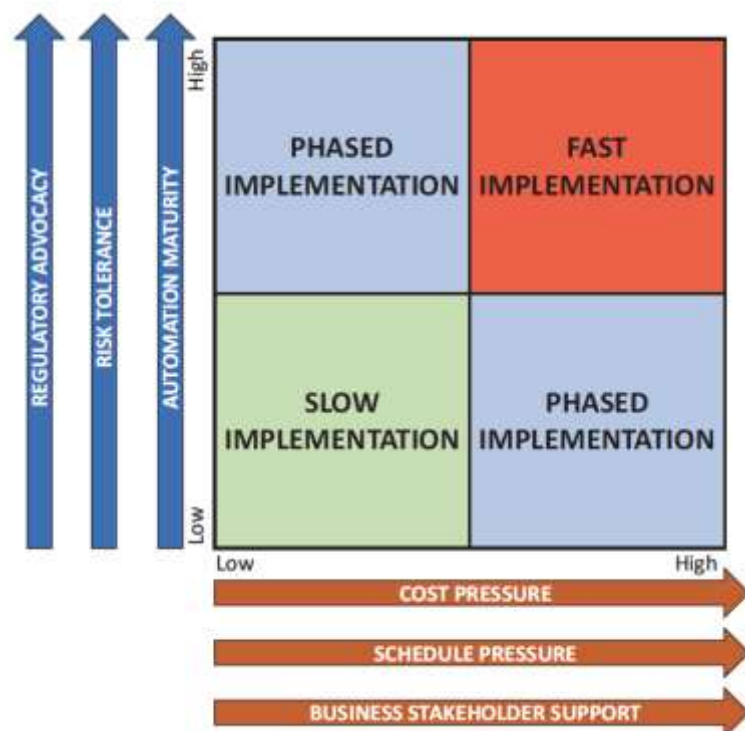 REGULATORY ADVOCACY
RISK TOLERANCE
AUTOMATION MATURITY
High
Low
PHASED
IMPLEMENTATION
FAST
IMPLEMENTATION
SLOW
IMPLEMENTATION
PHASED
IMPLEMENTATION
Low
High
COST PRESSURE
SCHEDULE PRESSURE
BUSINESS STAKEHOLDER SUPPORT